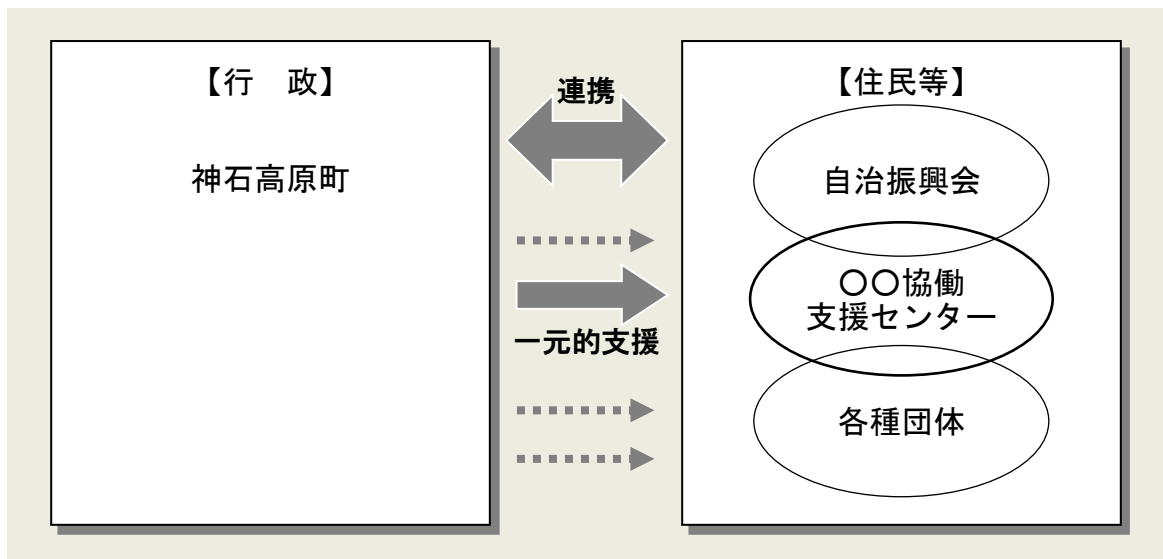 【行　政】
神石高原町
連携
一元的支援
【住民等】
自治振興会
〇〇協働
支援センター
各種団体